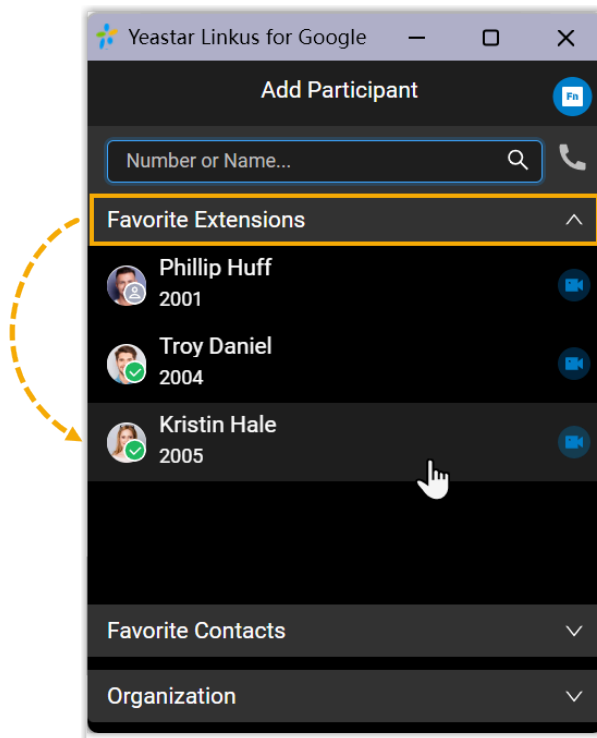 Yeastar Linkus for Google
Add Participant
Fn
Number or Name...
Favorite Extensions
Phillip Huff
2001
Troy Daniel
2004
Kristin Hale
2005
Favorite Contacts
Organization